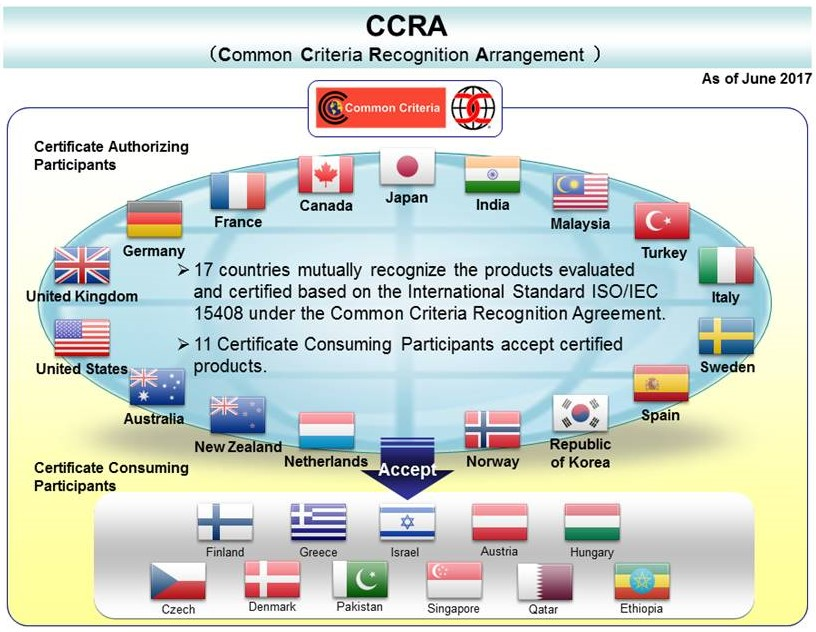 CCRA
（Common Criteria Recognition Arrangement ）
As of June 2017
Common Criteria
Certificate Authorizing
Participants
Germany
France
Canada
Japan
India
Malaysia
Turkey
United Kingdom
Italy
➢ 17 countries mutually recognize the products evaluated
and certified based on the International Standard ISO/IEC
15408 under the Common Criteria Recognition Agreement.
➢ 11 Certificate Consuming Participants accept certified
products.
United States
Sweden
Australia
Spain
New Zealand
Netherlands
Norway
Republic
of Korea
Accept
Certificate Consuming
Participants
Finland
Greece
Israel
Austria
Hungary
Czech
Denmark
Pakistan
Singapore
Qatar
Ethiopia